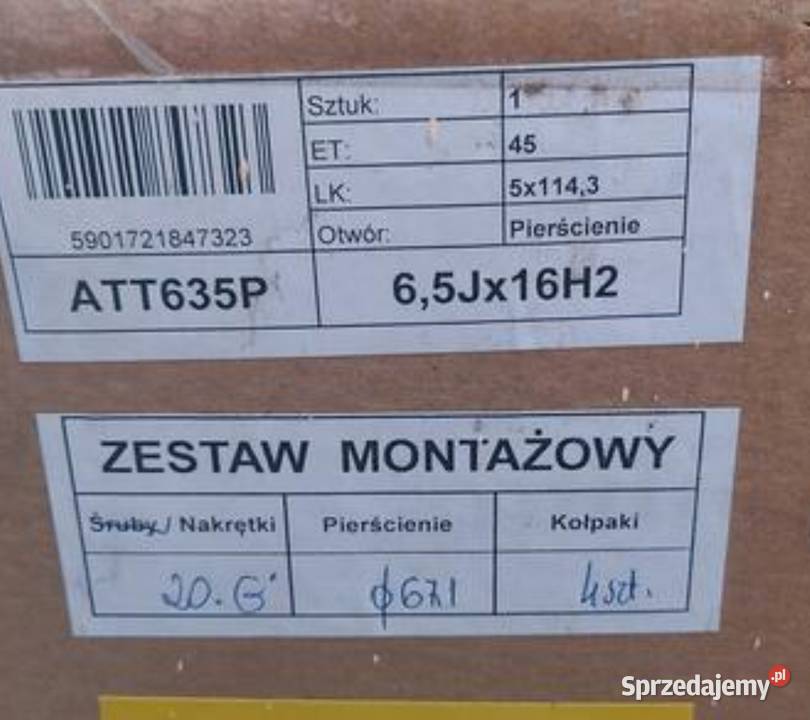 Sztuk: 1
ET: 45
LK: 5x114,3
Otwór: Pierścienie
5901721847323
ATT635P 6,5Jx16H2
ZESTAW MONTAŻOWY
Śruby / Nakrętki Pierścienie Kołpaki
20. G ϕ67,1 4szt.
Sprzedajemy.pl